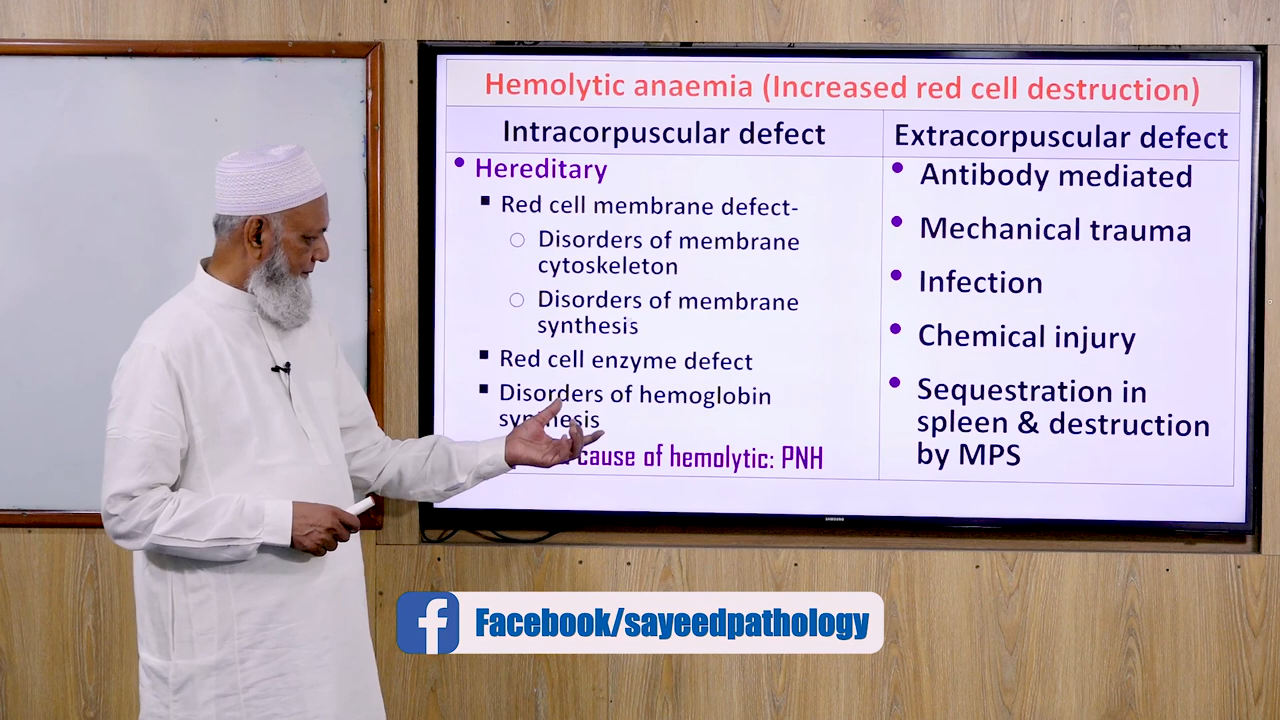 Hemolytic anaemia (Increased red cell destruction)
Intracorpuscular defect
Hereditary
Red cell membrane defect-
Disorders of membrane
cytoskeleton
Disorders of membrane
synthesis
Red cell enzyme defect
Disorders of hemoglobin
synthesis
cause of hemolytic: PNH
Extracorpuscular defect
Antibody mediated
Mechanical trauma
Infection
Chemical injury
Sequestration in
spleen & destruction
by MPS
SAMSUNG
Facebook/sayeedpathology